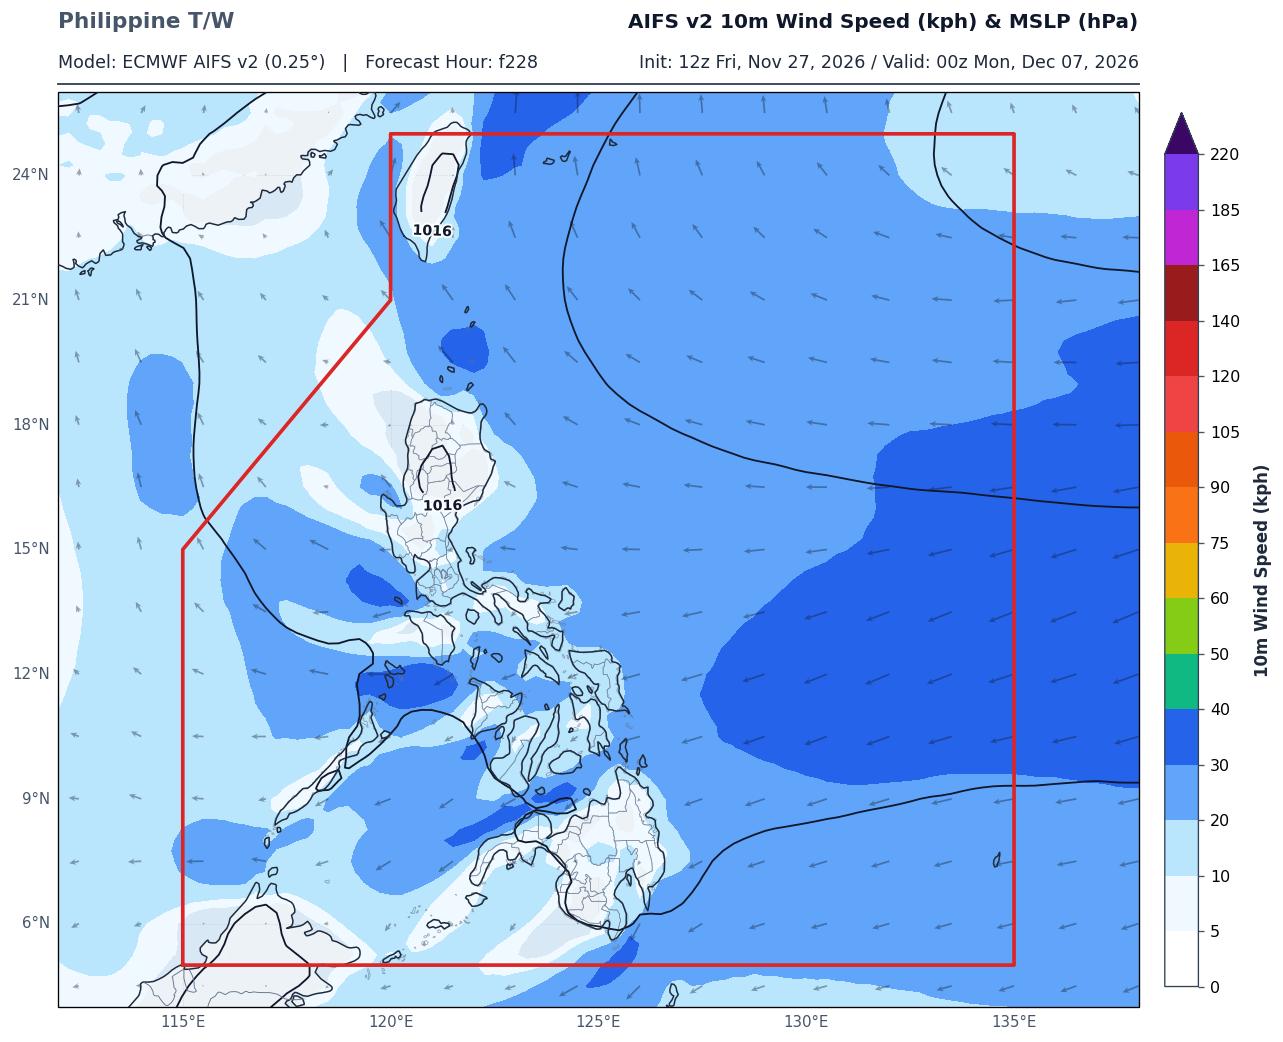 Philippine T/W
AIFS v2 10m Wind Speed (kph) & MSLP (hPa)
Model: ECMWF AIFS v2 (0.25°) | Forecast Hour: f228
Init: 12z Fri, Nov 27, 2026 / Valid: 00z Mon, Dec 07, 2026
24°N
21°N
18°N
15°N
12°N
9°N
6°N
1016
1016
115°E
120°E
125°E
130°E
135°E
220
185
165
140
120
105
90
75
60
50
40
30
20
10
5
0
10m Wind Speed (kph)